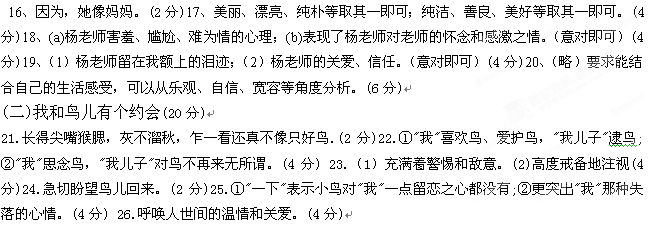 16、因为，她像妈妈。(2分)17、美丽、漂亮、纯朴等取其一即可；纯洁、善良、美好等取其一即可。(4
分)18、(a)杨老师害羞、尴尬、难为情的心理；(b)表现了杨老师对老师的怀念和感激之情。(意对即可)(4
分)19、(1)杨老师留在我额上的泪迹；(2)杨老师的关爱、信任。(意对即可)(4分)20、(略)要求能结
合自己的生活感受，可以从乐观、自信、宽容等角度分析。(6分)
(二)我和鸟儿有个约会(20分)
21.长得尖嘴猴腮，灰不溜秋，乍一看还真不像只好鸟.(2分)22.①"我"喜欢鸟、爱护鸟，"我儿子"逮鸟；
②"我"思念鸟，"我儿子"对鸟不再来无所谓。(4分) 23.(1)充满着警惕和敌意。(2)高度戒备地注视(4
分)24.急切盼望鸟儿回来。(2分)25.①"一下"表示小鸟对"我"一点留恋之心都没有；②更突出"我"那种失
落的心情。(4分) 26.呼唤人世间的温情和关爱。(4分)